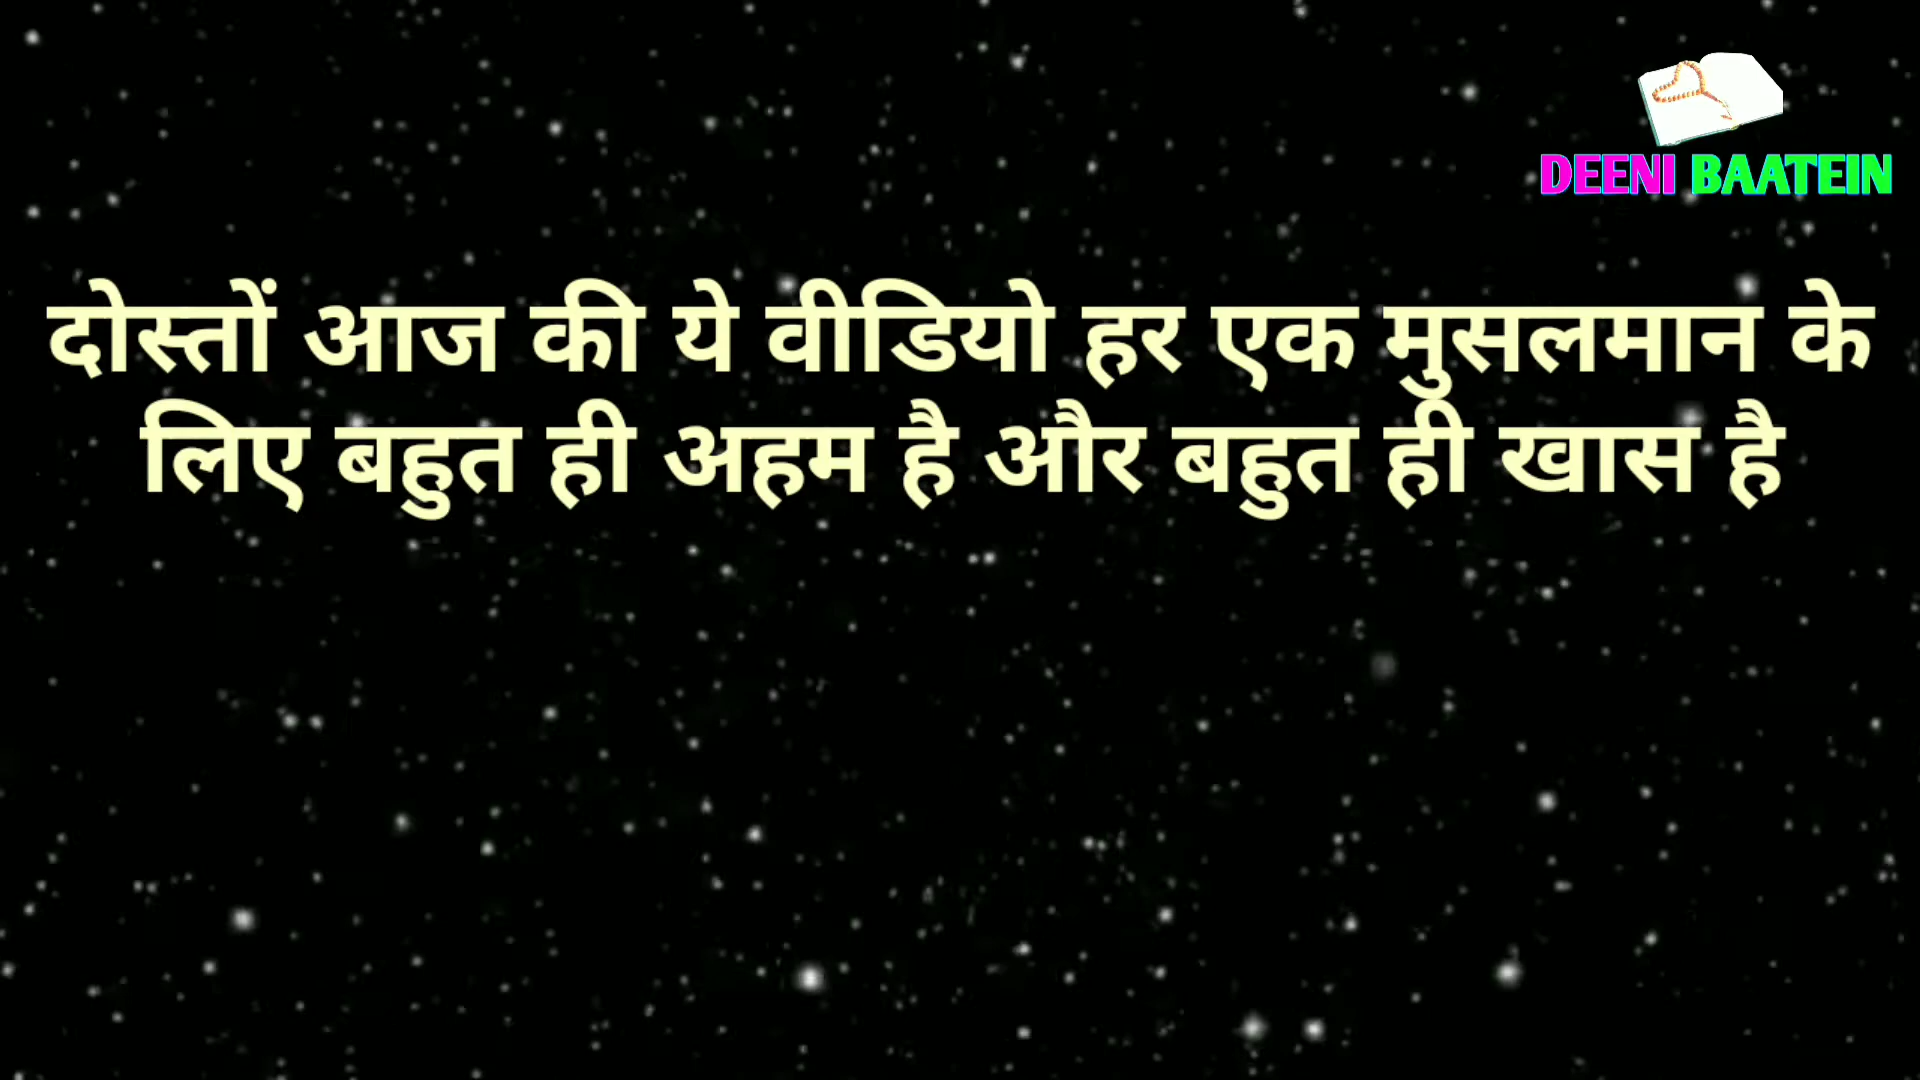 DEENI BAATEIN
दोस्तों आज की ये वीडियो हर एक मुसलमान के
लिए बहुत ही अहम है और बहुत ही खास है